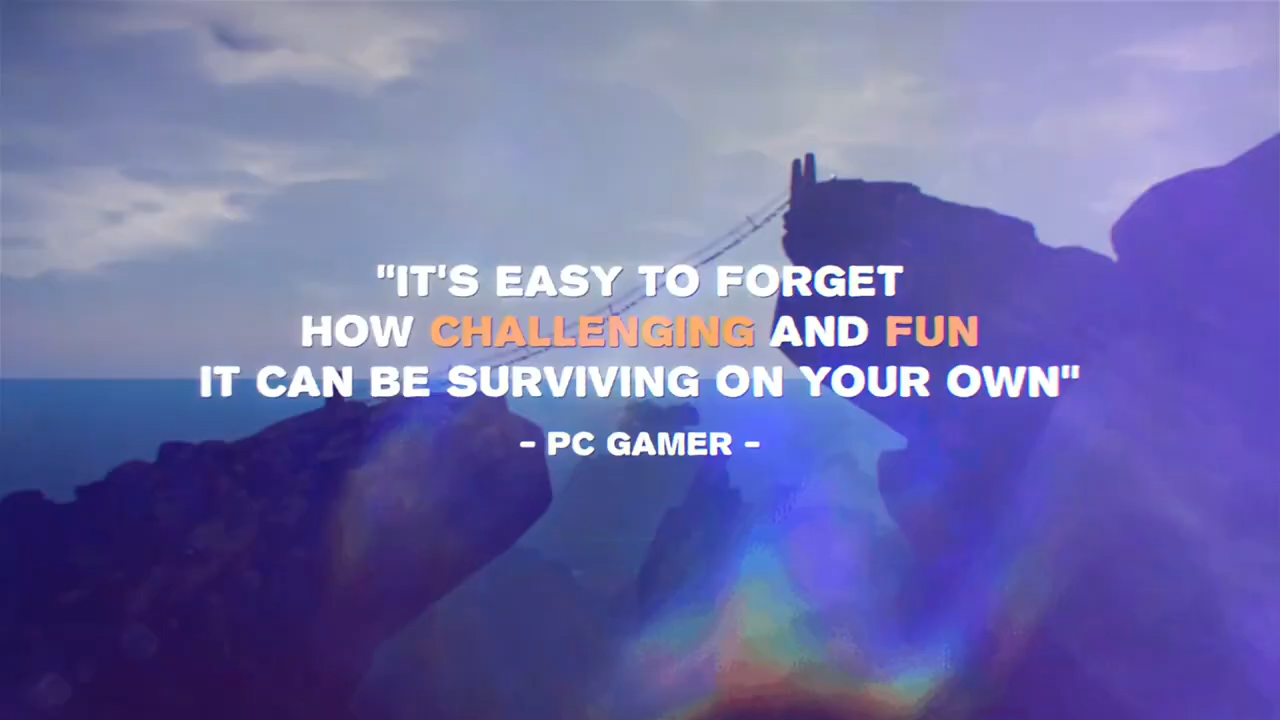 "IT'S EASY TO FORGET
HOW CHALLENGING AND FUN
IT CAN BE SURVIVING ON YOUR OWN"
- PC GAMER -